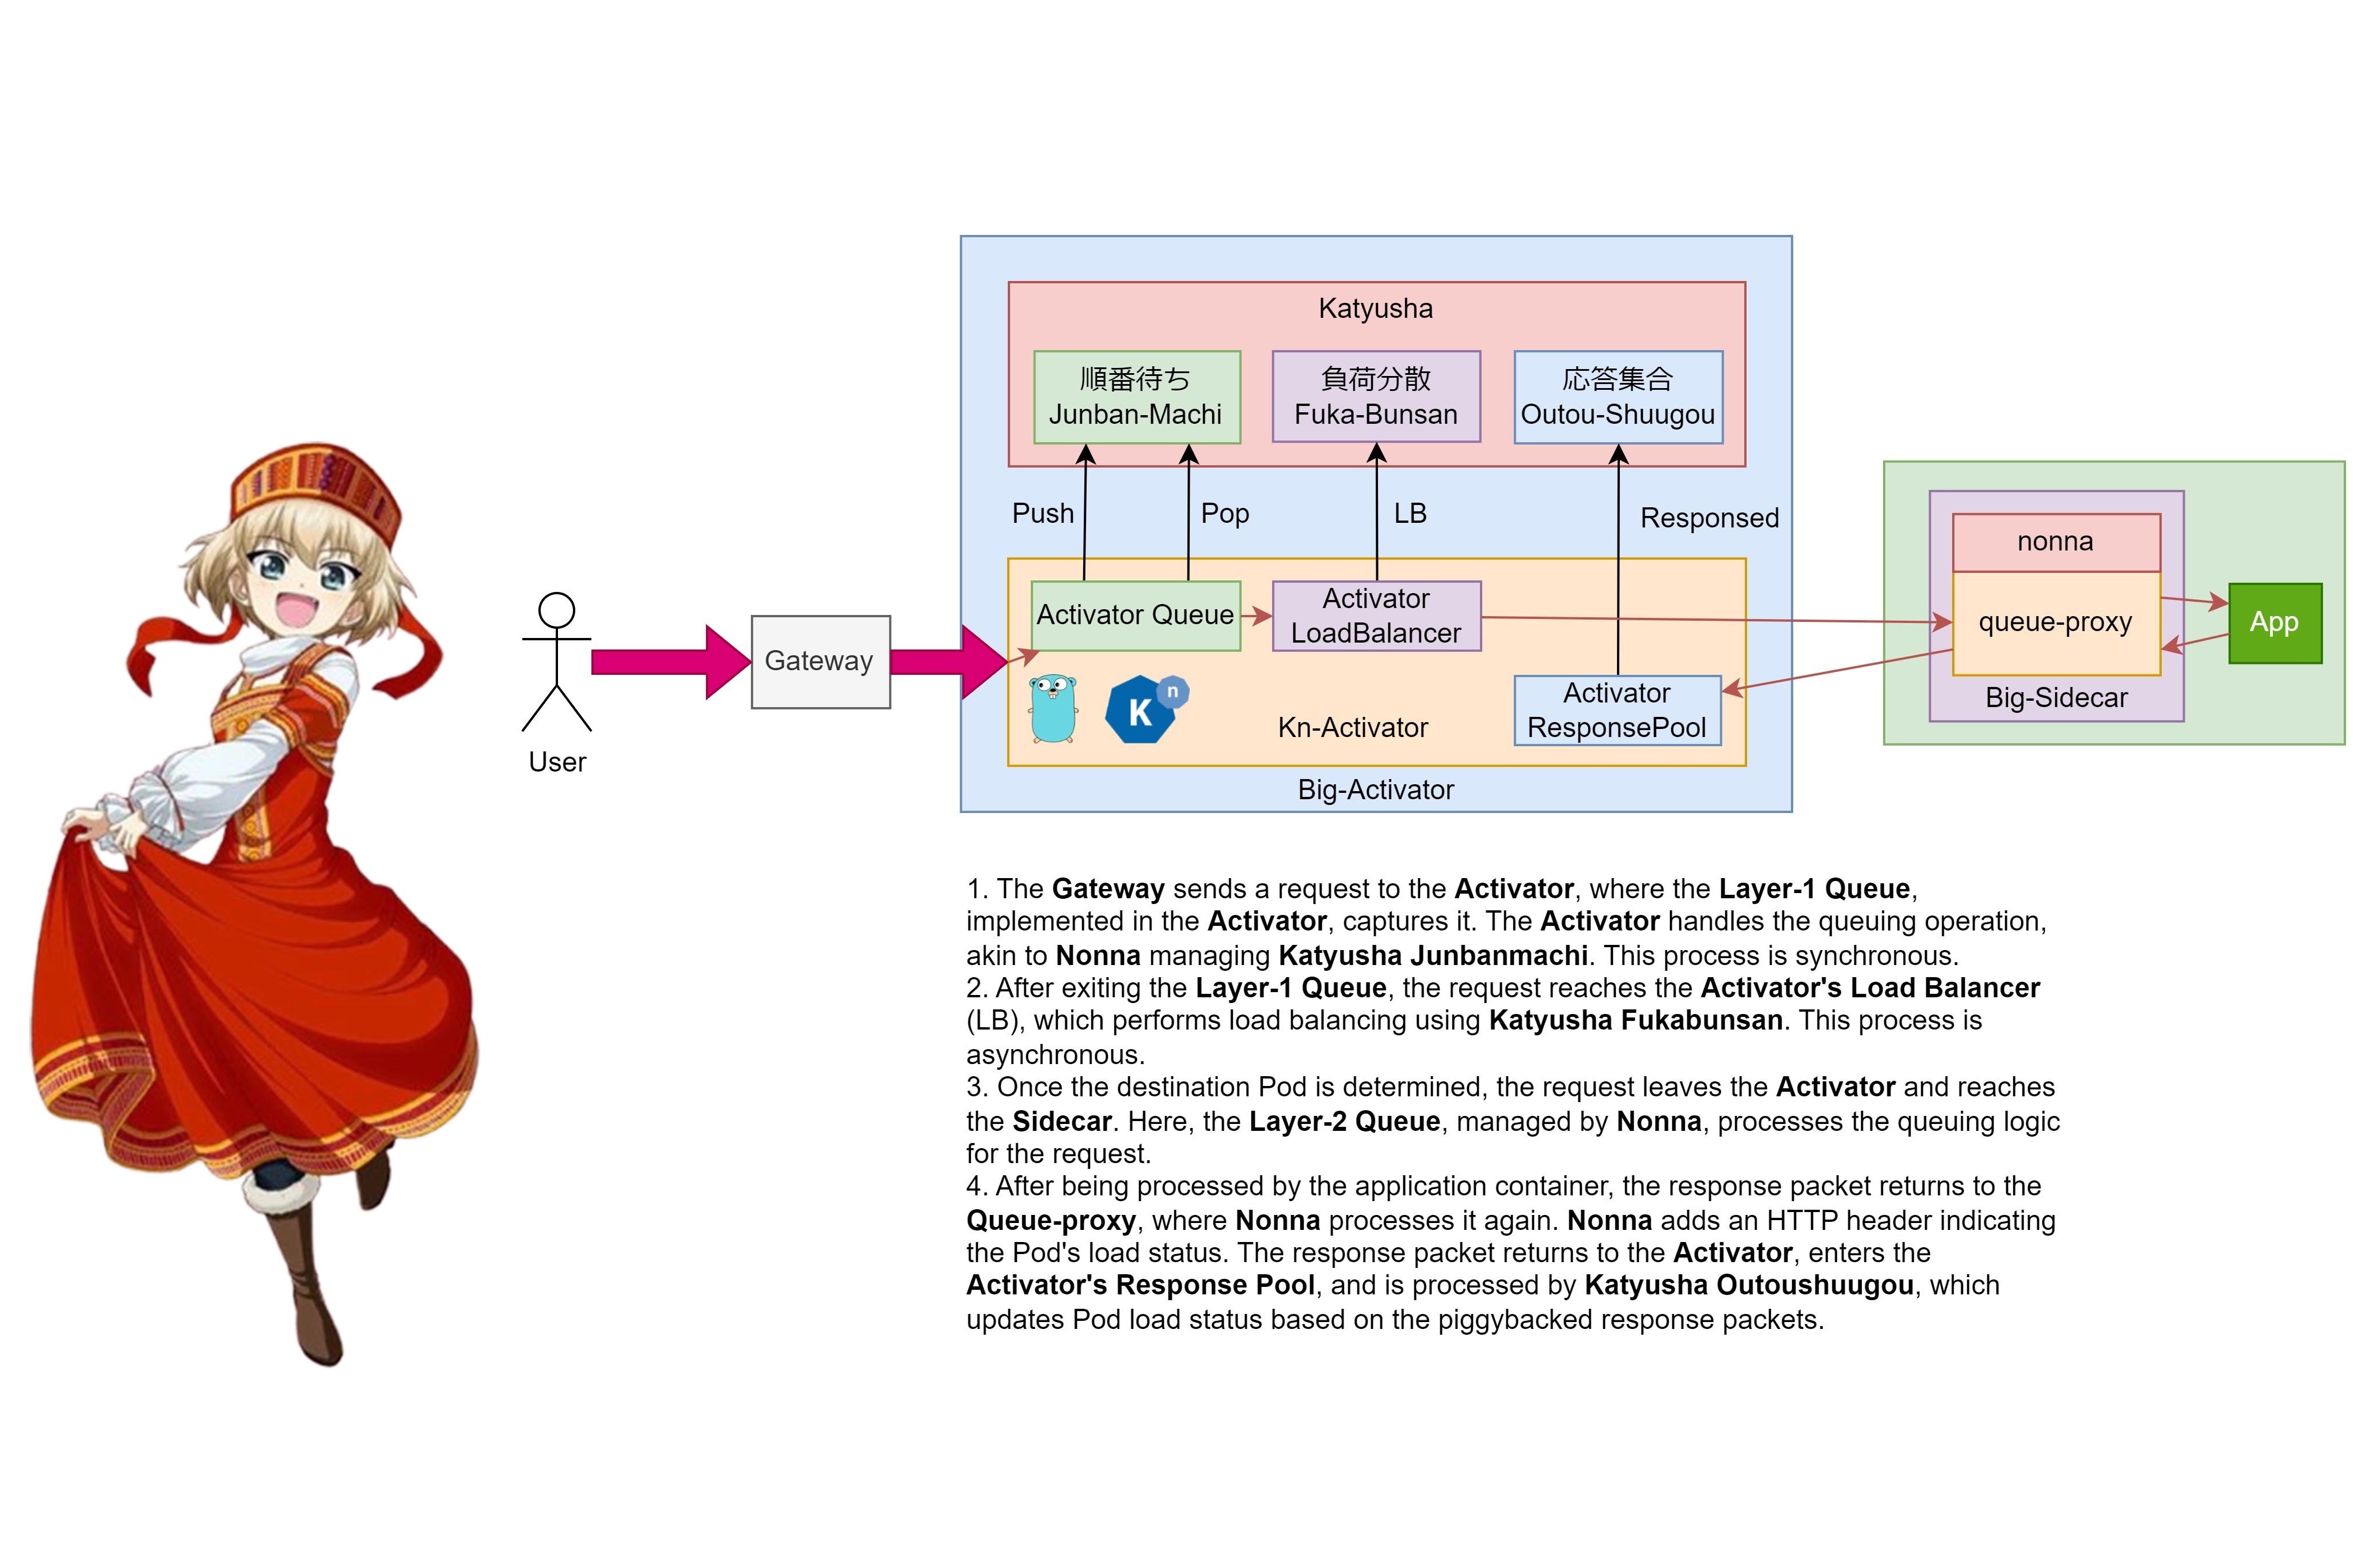 Katyusha
順番待ち
Junban-Machi
負荷分散
Fuka-Bunsan
応答集合
Outou-Shuugou
Push
Pop
LB
Responsed
Activator Queue
Activator
LoadBalancer
Activator
ResponsePool
K
n
Kn-Activator
Big-Activator
User
Gateway
nonna
queue-proxy
Big-Sidecar
App
1. The Gateway sends a request to the Activator, where the Layer-1 Queue,
implemented in the Activator, captures it. The Activator handles the queuing operation,
akin to Nonna managing Katyusha Junbanmachi. This process is synchronous.
2. After exiting the Layer-1 Queue, the request reaches the Activator's Load Balancer
(LB), which performs load balancing using Katyusha Fukabunsan. This process is
asynchronous.
3. Once the destination Pod is determined, the request leaves the Activator and reaches
the Sidecar. Here, the Layer-2 Queue, managed by Nonna, processes the queuing logic
for the request.
4. After being processed by the application container, the response packet returns to the
Queue-proxy, where Nonna processes it again. Nonna adds an HTTP header indicating
the Pod's load status. The response packet returns to the Activator, enters the
Activator's Response Pool, and is processed by Katyusha Outoushuugou, which
updates Pod load status based on the piggybacked response packets.